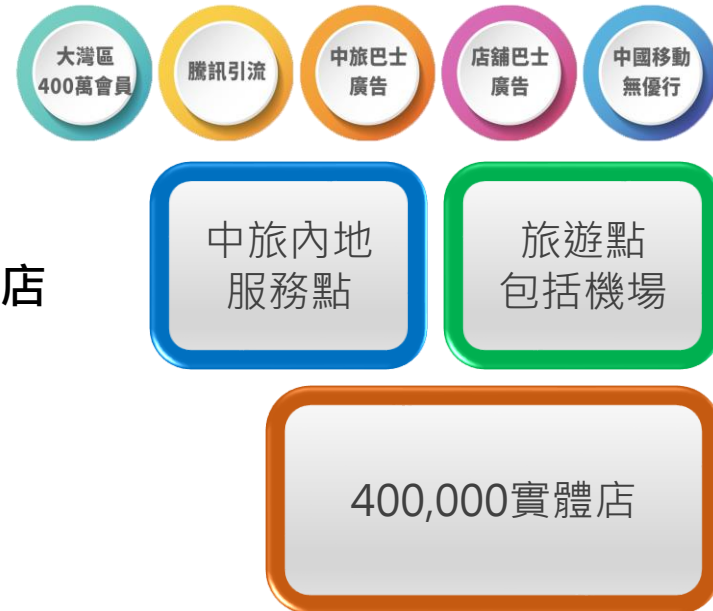 大灣區
400萬會員
騰訊引流
中旅巴士
廣告
店舖巴士
廣告
中國移動
無優行
中旅內地
服務點
旅遊點
包括機場
店
400,000實體店